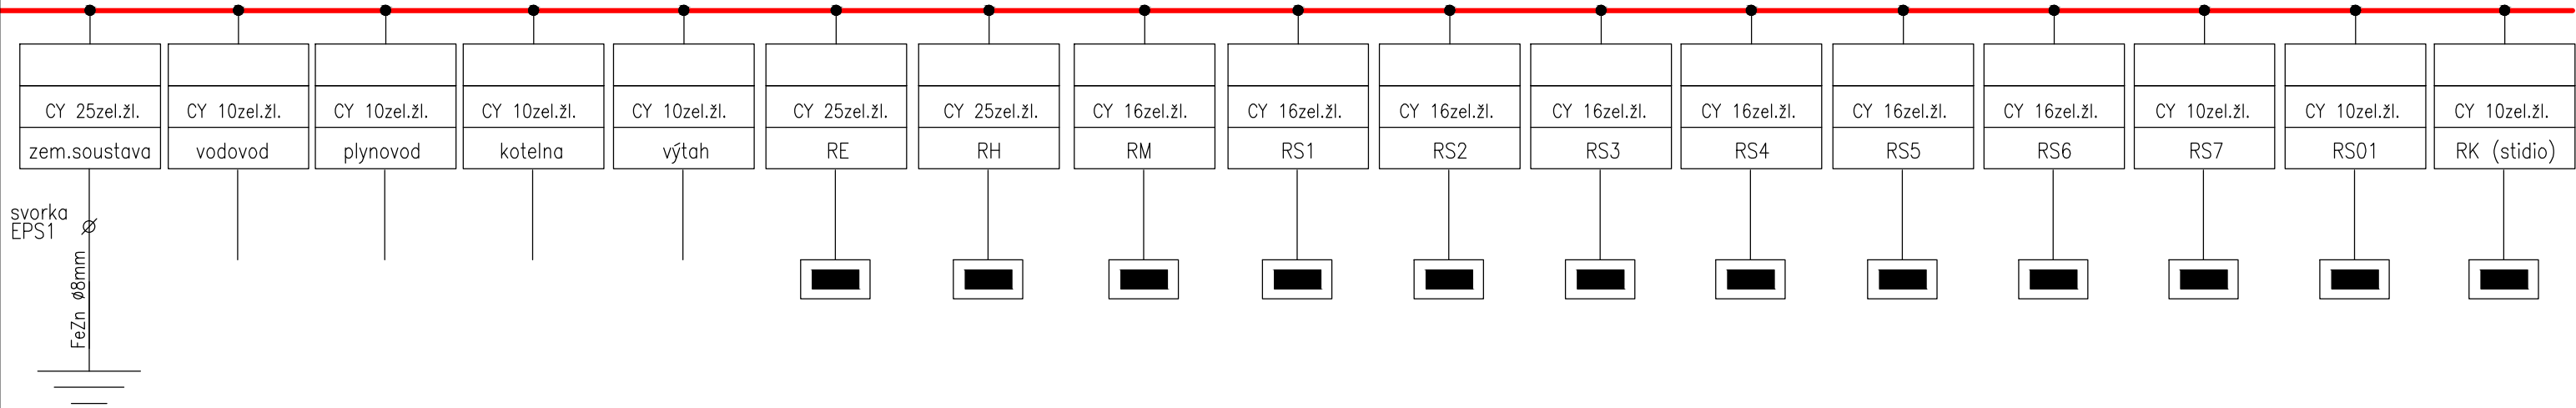 CY 25zel.žl.
zem.soustava
CY 10zel.žl.
vodovod
CY 10zel.žl.
plynovod
CY 10zel.žl.
kotelna
CY 10zel.žl.
výtah
CY 25zel.žl.
RE
CY 25zel.žl.
RH
CY 16zel.žl.
RM
CY 16zel.žl.
RS1
CY 16zel.žl.
RS2
CY 16zel.žl.
RS3
CY 16zel.žl.
RS4
CY 16zel.žl.
RS5
CY 16zel.žl.
RS6
CY 10zel.žl.
RS7
CY 10zel.žl.
RS01
CY 10zel.žl.
RK (stidio)
svorka
EPS1
FeZn ø8mm